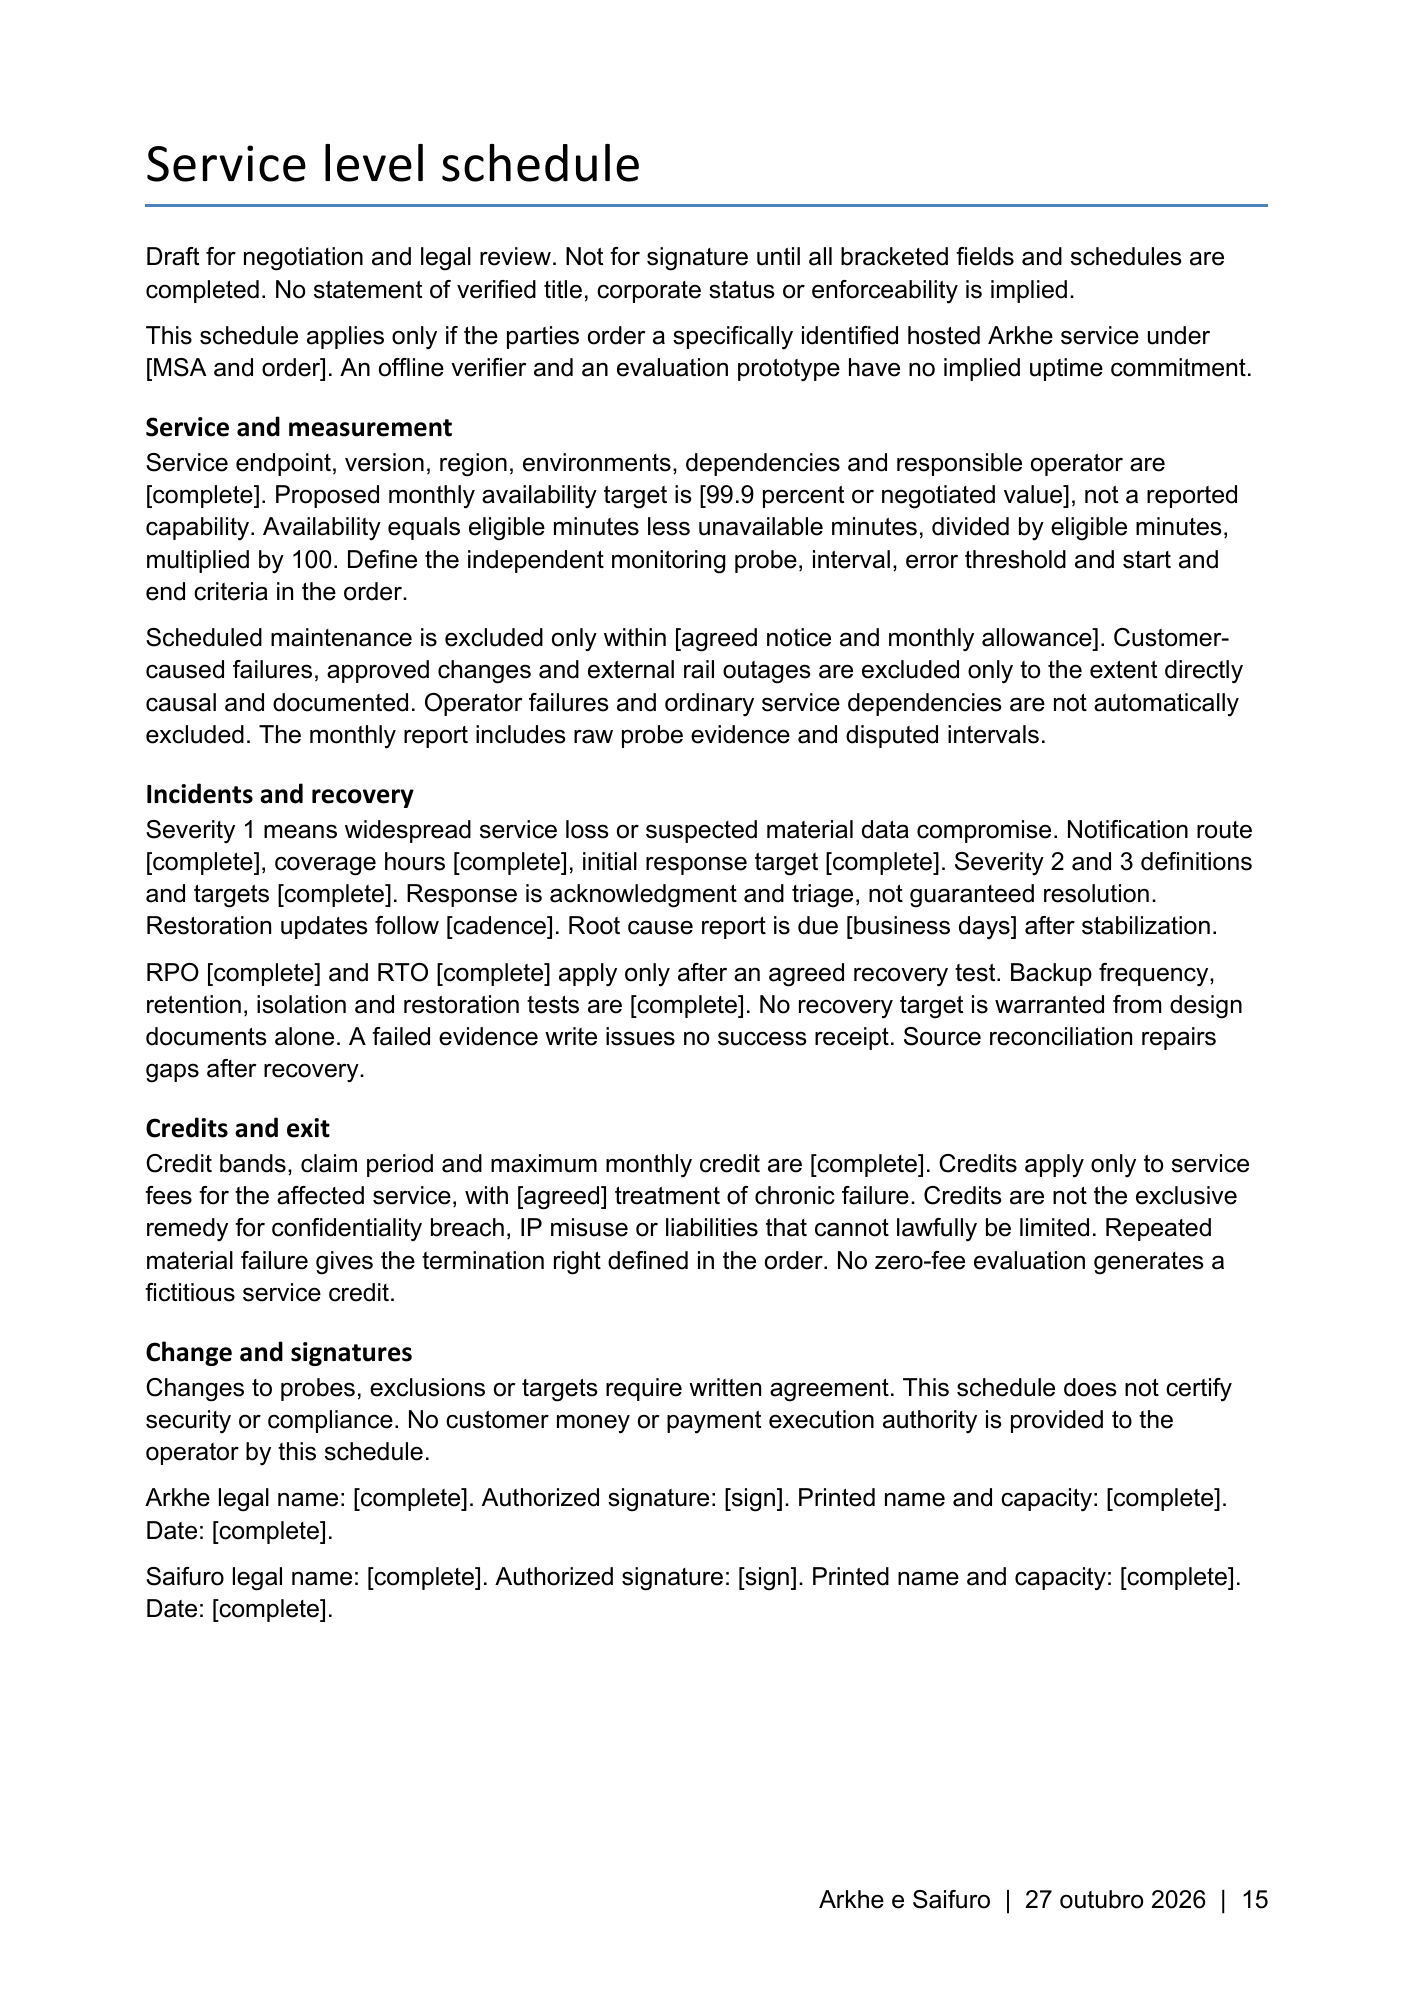 Service level schedule
Draft for negotiation and legal review. Not for signature until all bracketed fields and schedules are
completed. No statement of verified title, corporate status or enforceability is implied.
This schedule applies only if the parties order a specifically identified hosted Arkhe service under
[MSA and order]. An offline verifier and an evaluation prototype have no implied uptime commitment.
Service and measurement
Service endpoint, version, region, environments, dependencies and responsible operator are
[complete]. Proposed monthly availability target is [99.9 percent or negotiated value], not a reported
capability. Availability equals eligible minutes less unavailable minutes, divided by eligible minutes,
multiplied by 100. Define the independent monitoring probe, interval, error threshold and start and
end criteria in the order.
Scheduled maintenance is excluded only within [agreed notice and monthly allowance]. Customer-
caused failures, approved changes and external rail outages are excluded only to the extent directly
causal and documented. Operator failures and ordinary service dependencies are not automatically
excluded. The monthly report includes raw probe evidence and disputed intervals.
Incidents and recovery
Severity 1 means widespread service loss or suspected material data compromise. Notification route
[complete], coverage hours [complete], initial response target [complete]. Severity 2 and 3 definitions
and targets [complete]. Response is acknowledgment and triage, not guaranteed resolution.
Restoration updates follow [cadence]. Root cause report is due [business days] after stabilization.
RPO [complete] and RTO [complete] apply only after an agreed recovery test. Backup frequency,
retention, isolation and restoration tests are [complete]. No recovery target is warranted from design
documents alone. A failed evidence write issues no success receipt. Source reconciliation repairs
gaps after recovery.
Credits and exit
Credit bands, claim period and maximum monthly credit are [complete]. Credits apply only to service
fees for the affected service, with [agreed] treatment of chronic failure. Credits are not the exclusive
remedy for confidentiality breach, IP misuse or liabilities that cannot lawfully be limited. Repeated
material failure gives the termination right defined in the order. No zero-fee evaluation generates a
fictitious service credit.
Change and signatures
Changes to probes, exclusions or targets require written agreement. This schedule does not certify
security or compliance. No customer money or payment execution authority is provided to the
operator by this schedule.
Arkhe legal name: [complete]. Authorized signature: [sign]. Printed name and capacity: [complete].
Date: [complete].
Saifuro legal name: [complete]. Authorized signature: [sign]. Printed name and capacity: [complete].
Date: [complete].
Arkhe e Saifuro | 27 outubro 2026 | 15